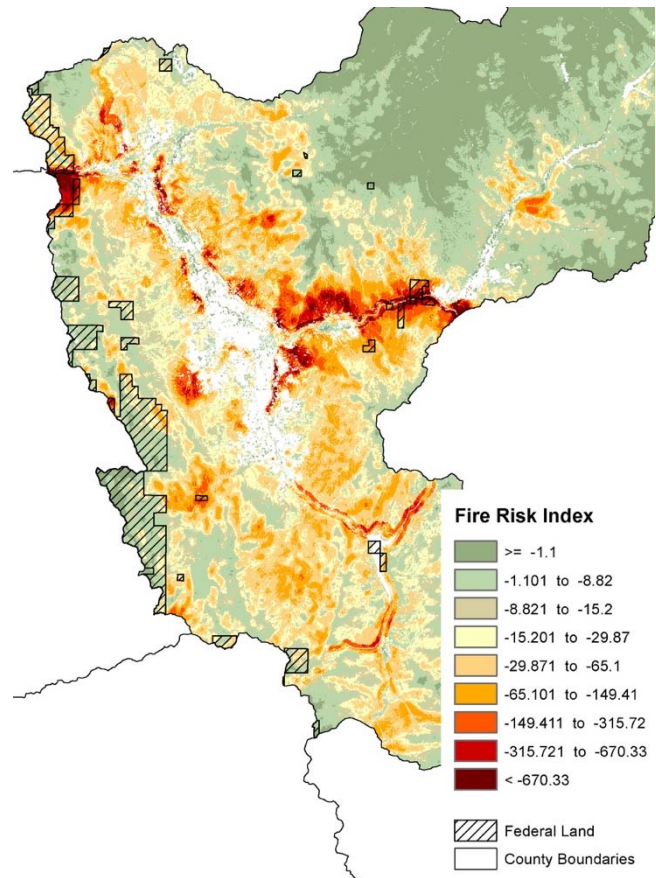 Fire Risk Index
>= -1.1
-1.101 to -8.82
-8.821 to -15.2
-15.201 to -29.87
-29.871 to -65.1
-65.101 to -149.41
-149.411 to -315.72
-315.721 to -670.33
< -670.33
Federal Land
County Boundaries